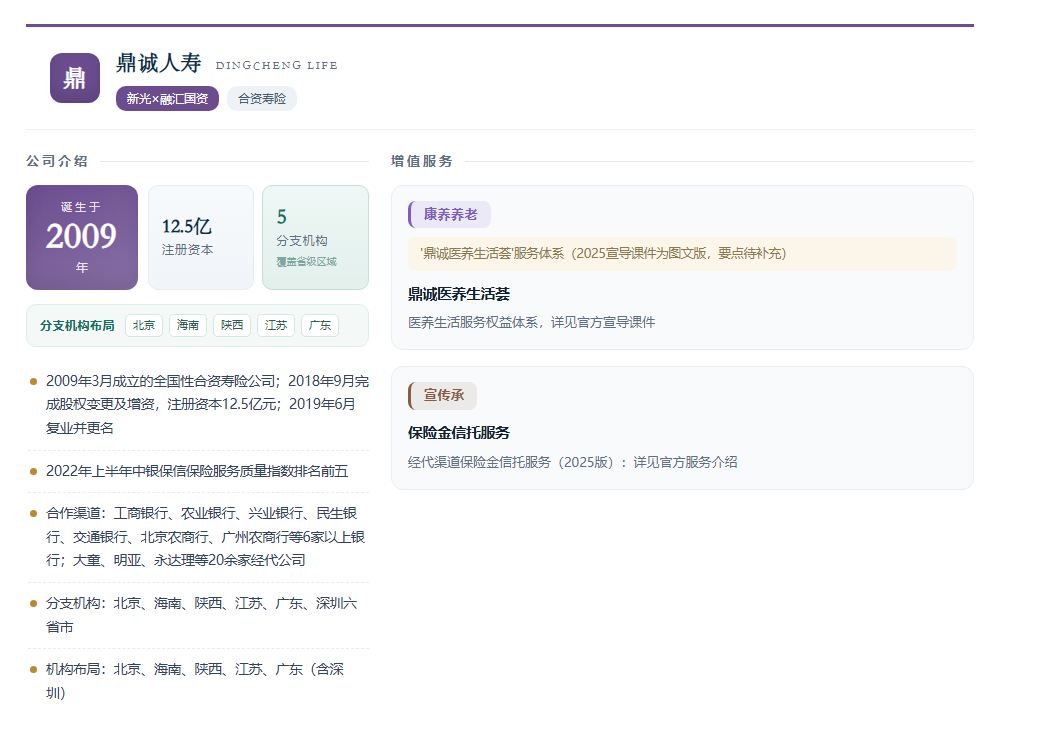 鼎
鼎诚人寿 DINGCHENG LIFE
新光×融汇国资 合资寿险
公司介绍
诞生于
2009
年
12.5亿
注册资本
5
分支机构
覆盖省级区域
分支机构布局 北京 海南 陕西 江苏 广东
2009年3月成立的全国性合资寿险公司；2018年9月完
成股权变更及增资，注册资本12.5亿元；2019年6月
复业并更名
2022年上半年中银保信保险服务质量指数排名前五
合作渠道：工商银行、农业银行、兴业银行、民生银
行、交通银行、北京农商行、广州农商行等6家以上银
行；大童、明亚、永达理等20余家经代公司
分支机构：北京、海南、陕西、江苏、广东、深圳六
省市
机构布局：北京、海南、陕西、江苏、广东（含深
圳）
增值服务
康养养老
'鼎诚医养生活荟'服务体系（2025宣导课件为图文版，要点待补充）
鼎诚医养生活荟
医养生活服务权益体系，详见官方宣导课件
宣传承
保险金信托服务
经代渠道保险金信托服务（2025版）：详见官方服务介绍